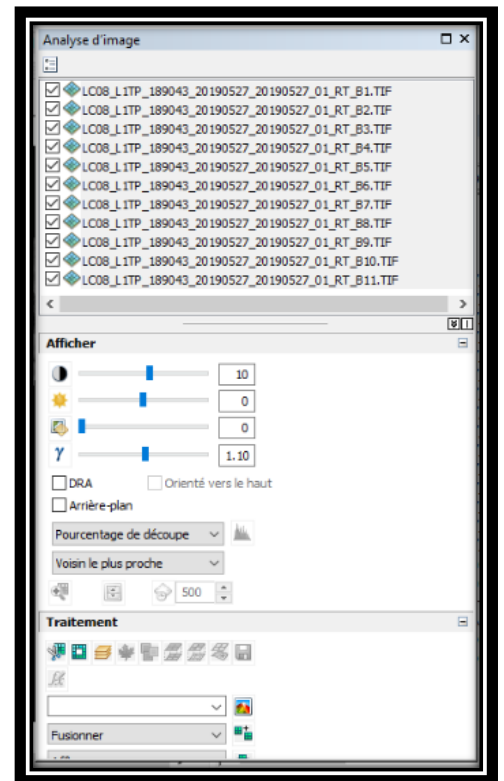 Analyse d'image
LC08_L1TP_189043_20190527_20190527_01_RT_B1.TIF
LC08_L1TP_189043_20190527_20190527_01_RT_B2.TIF
LC08_L1TP_189043_20190527_20190527_01_RT_B3.TIF
LC08_L1TP_189043_20190527_20190527_01_RT_B4.TIF
LC08_L1TP_189043_20190527_20190527_01_RT_B5.TIF
LC08_L1TP_189043_20190527_20190527_01_RT_B6.TIF
LC08_L1TP_189043_20190527_20190527_01_RT_B7.TIF
LC08_L1TP_189043_20190527_20190527_01_RT_B8.TIF
LC08_L1TP_189043_20190527_20190527_01_RT_B9.TIF
LC08_L1TP_189043_20190527_20190527_01_RT_B10.TIF
LC08_L1TP_189043_20190527_20190527_01_RT_B11.TIF
Afficher
10
0
0
γ 1.10
DRA Orienté vers le haut
Arrière-plan
Pourcentage de découpe
Voisin le plus proche
500
Traitement
Fusionner